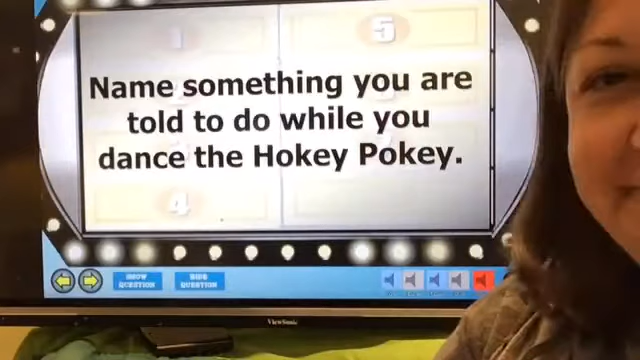 1
5
Name something you are
told to do while you
dance the Hokey Pokey.
4
SHOW
QUESTION
HIDE
QUESTION
ViewSonic